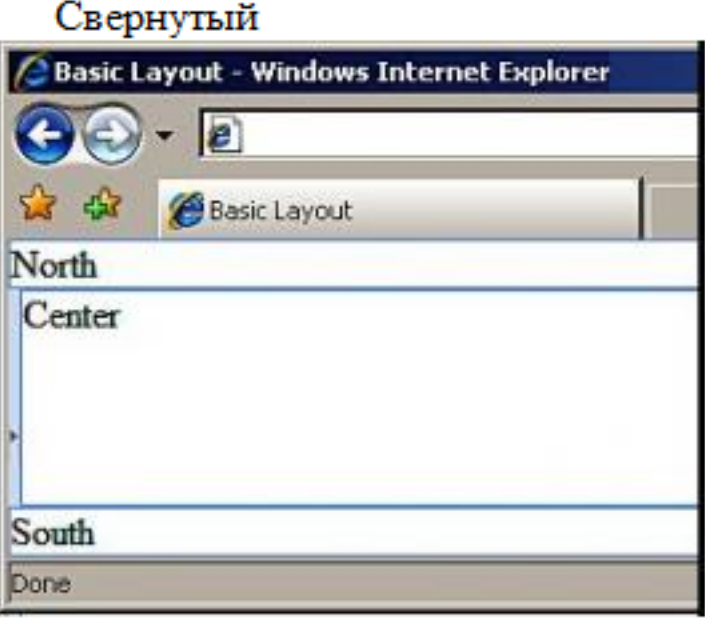 Свернутый
Basic Layout - Windows Internet Explorer
Basic Layout
North
Center
South
Done